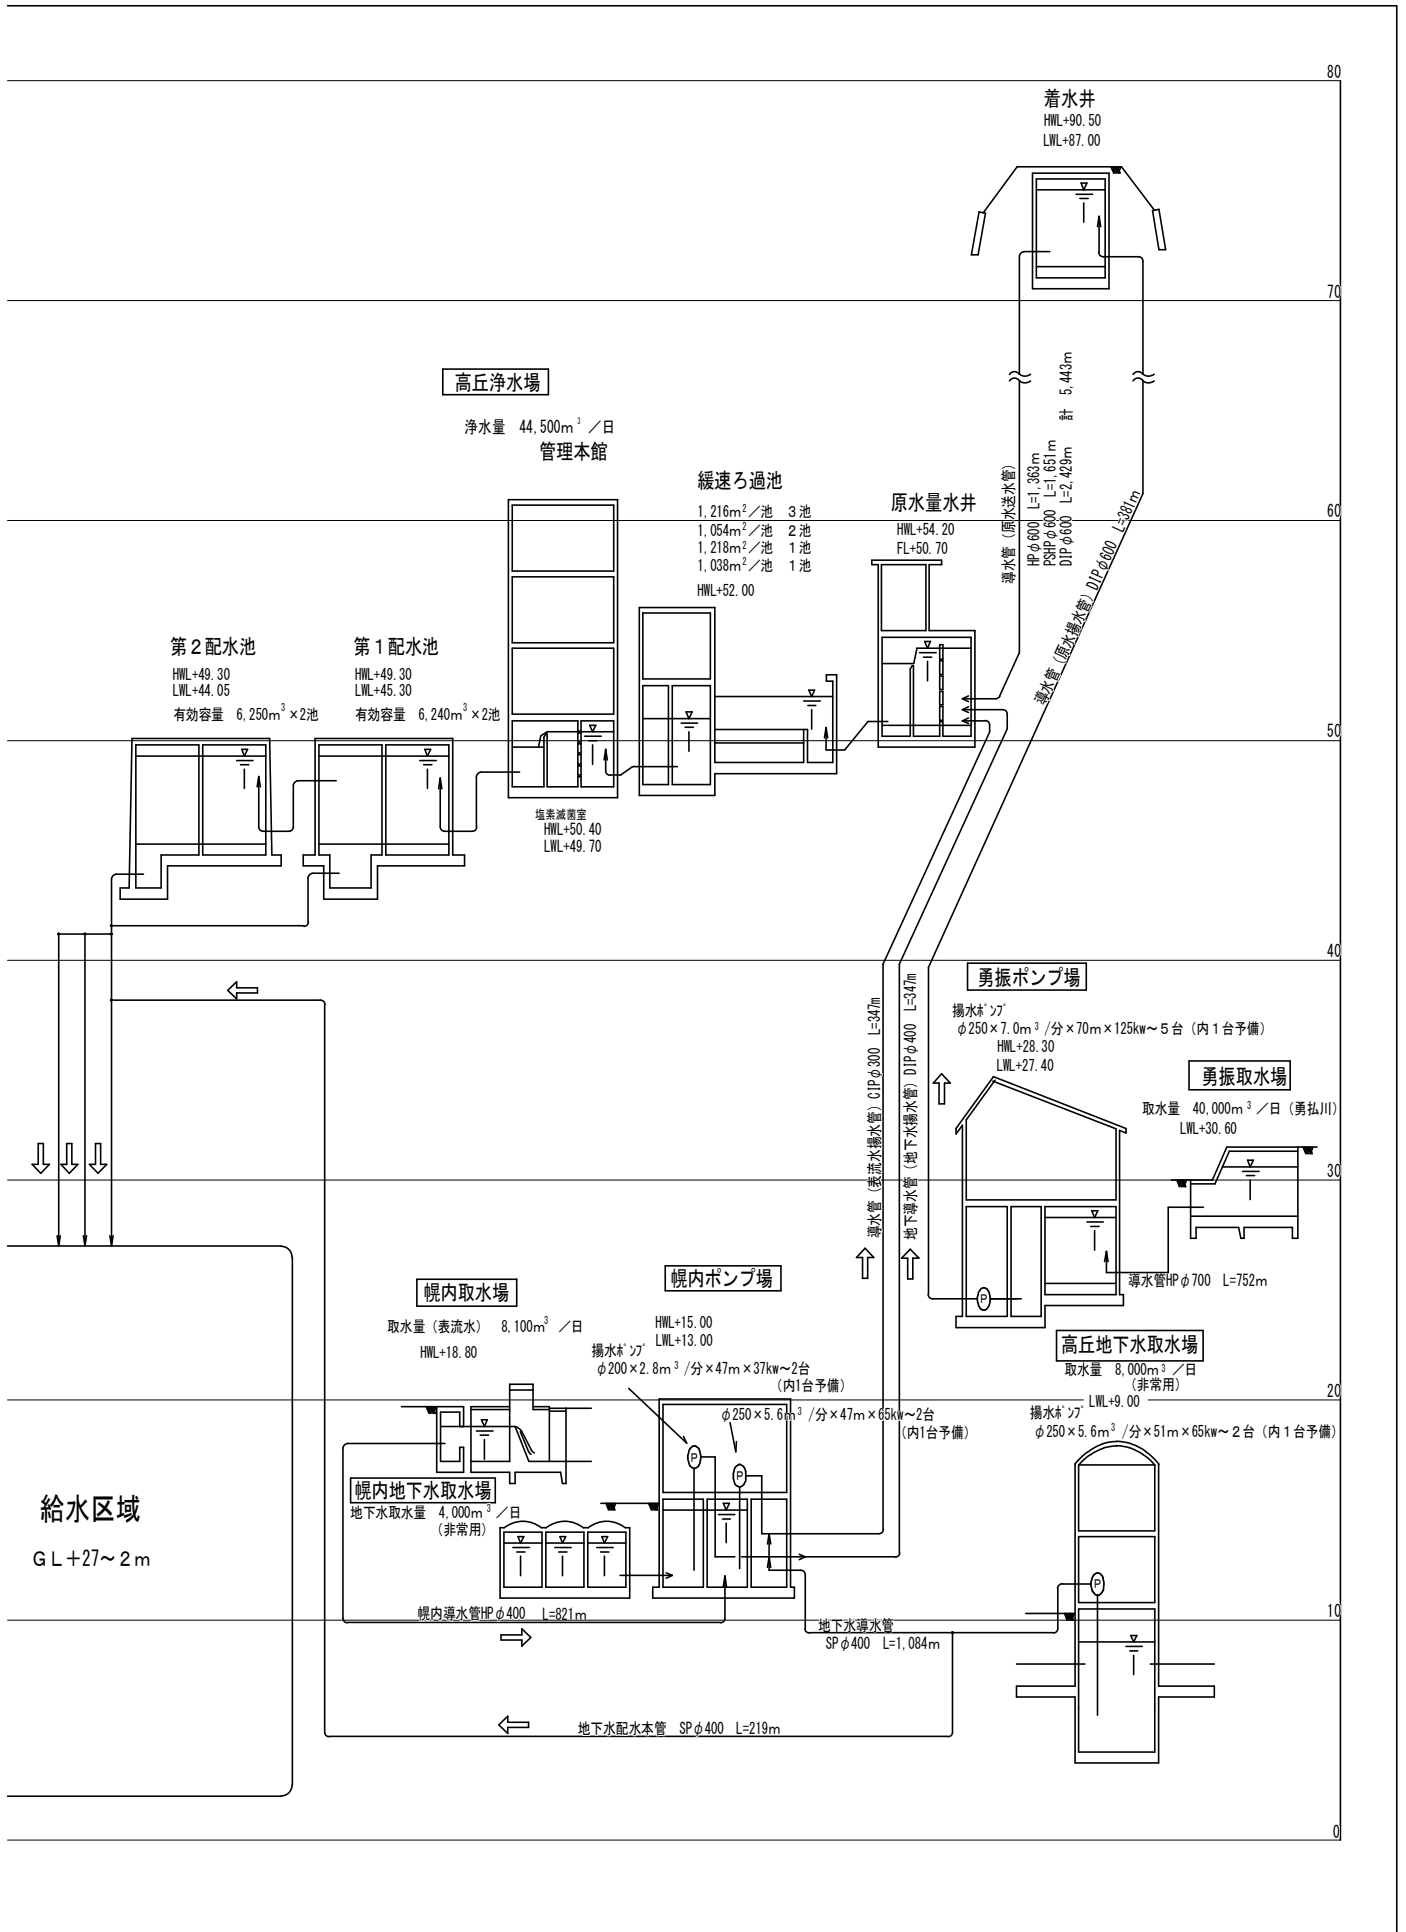 80
着水井
HWL+90.50
LWL+87.00
70
高丘浄水場
浄水量 44,500m³／日
管理本館
計 5,443m
導水管（原水送水管）
HPφ600 L=1,363m
PSHPφ600 L=1,651m
DIPφ600 L=2,429m
導水管（原水揚水管）DIPφ600 L=381m
緩速ろ過池
1,216m²／池 3池
1,054m²／池 2池
1,218m²／池 1池
1,038m²／池 1池
HWL+52.00
原水量水井
HWL+54.20
FL+50.70
60
第2配水池
HWL+49.30
LWL+44.05
有効容量 6,250m³×2池
第1配水池
HWL+49.30
LWL+45.30
有効容量 6,240m³×2池
50
塩素滅菌室
HWL+50.40
LWL+49.70
40
勇振ポンプ場
揚水ﾎﾟﾝﾌﾟ
φ250×7.0m³/分×70m×125kw～5台（内1台予備）
HWL+28.30
LWL+27.40
導水管（表流水揚水管）CIPφ300 L=347m
地下導水管（地下水揚水管）DIPφ400 L=347m
勇振取水場
取水量 40,000m³／日（勇払川）
LWL+30.60
30
P
導水管HPφ700 L=752m
幌内取水場
取水量（表流水） 8,100m³ ／日
HWL+18.80
幌内ポンプ場
HWL+15.00
LWL+13.00
揚水ﾎﾟﾝﾌﾟ
φ200×2.8m³/分×47m×37kw～2台
（内1台予備）
φ250×5.6m³/分×47m×65kw～2台
（内1台予備）
P
P
高丘地下水取水場
取水量 8,000m³／日
（非常用）
LWL+9.00
揚水ﾎﾟﾝﾌﾟ
φ250×5.6m³/分×51m×65kw～2台（内1台予備）
20
幌内地下水取水場
地下水取水量 4,000m³／日
（非常用）
給水区域
GL+27～2m
P
幌内導水管HPφ400 L=821m
地下水導水管
SPφ400 L=1,084m
10
地下水配水本管 SPφ400 L=219m
0